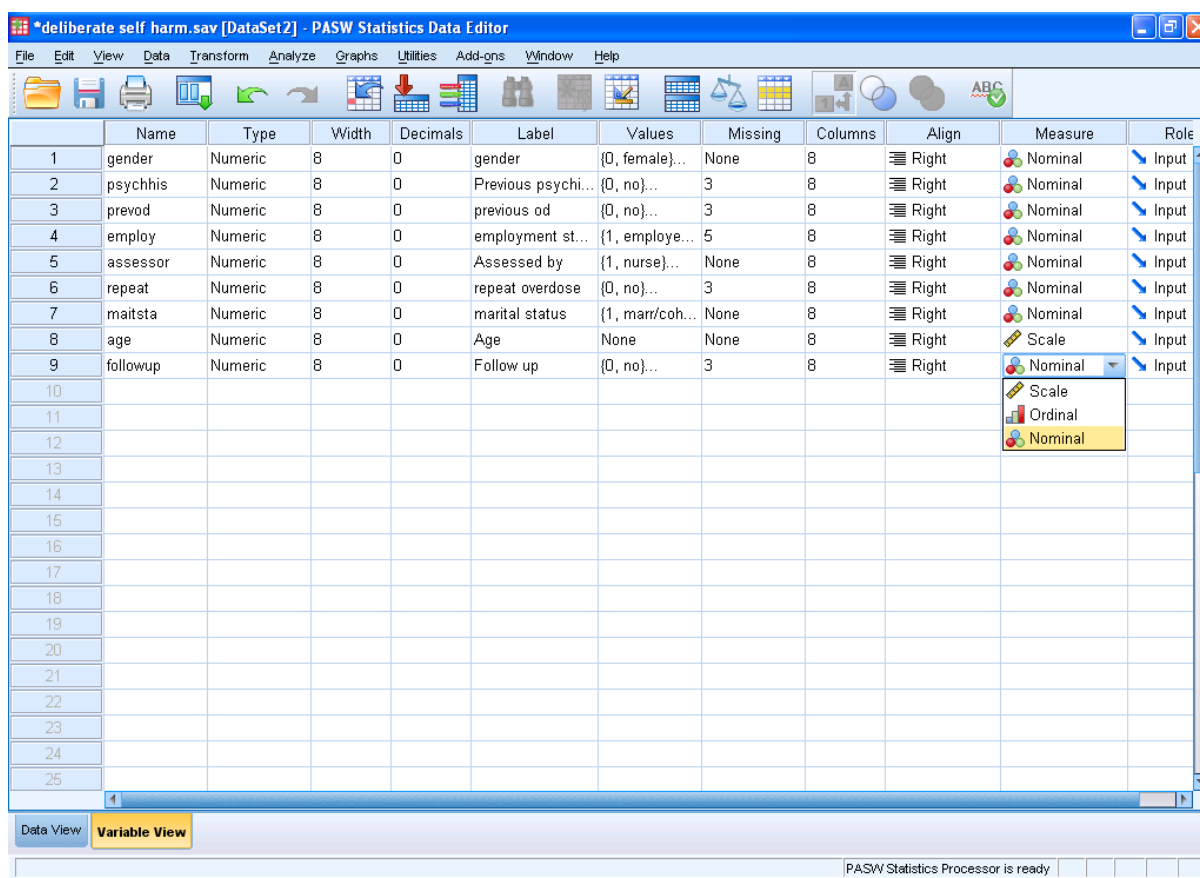 *deliberate self harm.sav [DataSet2] - PASW Statistics Data Editor
File Edit View Data Transform Analyze Graphs Utilities Add-ons Window Help
Name Type Width Decimals Label Values Missing Columns Align Measure Role
1 gender Numeric 8 0 gender {0, female}... None 8 Right Nominal Input
2 psychhis Numeric 8 0 Previous psychi... {0, no}... 3 8 Right Nominal Input
3 prevod Numeric 8 0 previous od {0, no}... 3 8 Right Nominal Input
4 employ Numeric 8 0 employment st... {1, employe... 5 8 Right Nominal Input
5 assessor Numeric 8 0 Assessed by {1, nurse}... None 8 Right Nominal Input
6 repeat Numeric 8 0 repeat overdose {0, no}... 3 8 Right Nominal Input
7 maitsta Numeric 8 0 marital status {1, marr/coh... None 8 Right Nominal Input
8 age Numeric 8 0 Age None None 8 Right Scale Input
9 followup Numeric 8 0 Follow up {0, no}... 3 8 Right Nominal Input
10 Scale
11 Ordinal
12 Nominal
13
14
15
16
17
18
19
20
21
22
23
24
25
Data View Variable View
PASW Statistics Processor is ready